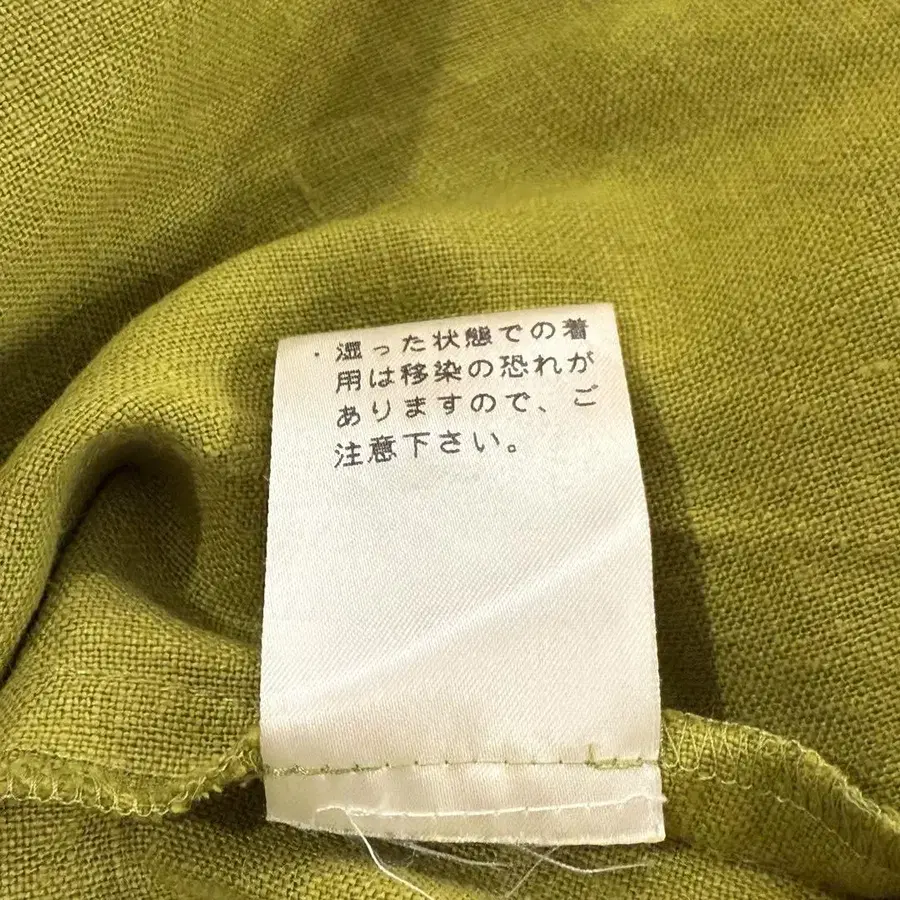 ・湿った状態での着
用は移染の恐れが
ありますので、ご
注意下さい。